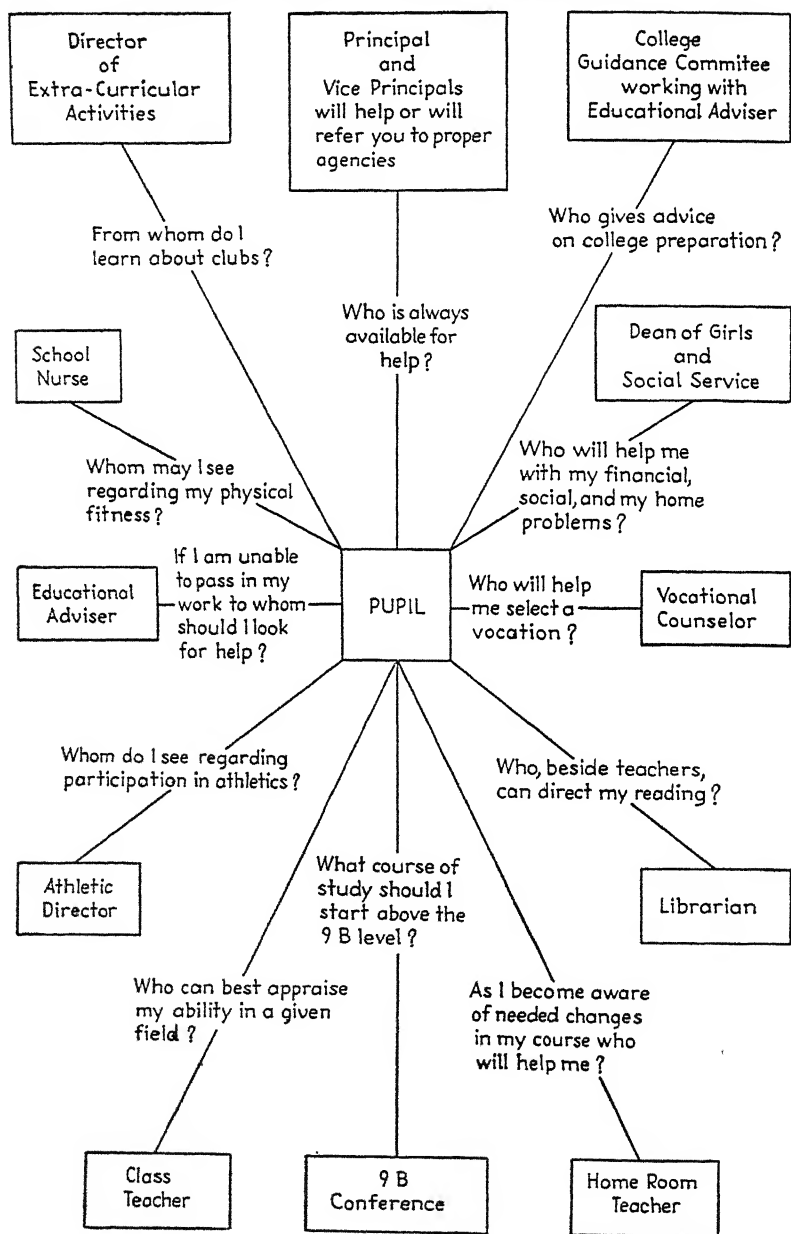 Director
of
Extra-Curricular
Activities
Principal
and
Vice Principals
will help or will
refer you to proper
agencies
College
Guidance Commitee
working with
Educational Adviser
From whom do I
learn about clubs?
Who is always
available for
help?
Who gives advice
on college preparation?
School
Nurse
Dean of Girls
and
Social Service
Whom may I see
regarding my physical
fitness?
Who will help me
with my financial,
social, and my home
problems?
Educational
Adviser
If I am unable
to pass in my
work to whom
should I look
for help?
PUPIL
Who will help
me select a
vocation?
Vocational
Counselor
Whom do I see regarding
participation in athletics?
Who, beside teachers,
can direct my reading?
Athletic
Director
What course of
study should I
start above the
9 B level?
Librarian
Who can best appraise
my ability in a given
field?
As I become aware
of needed changes
in my course who
will help me?
Class
Teacher
9 B
Conference
Home Room
Teacher